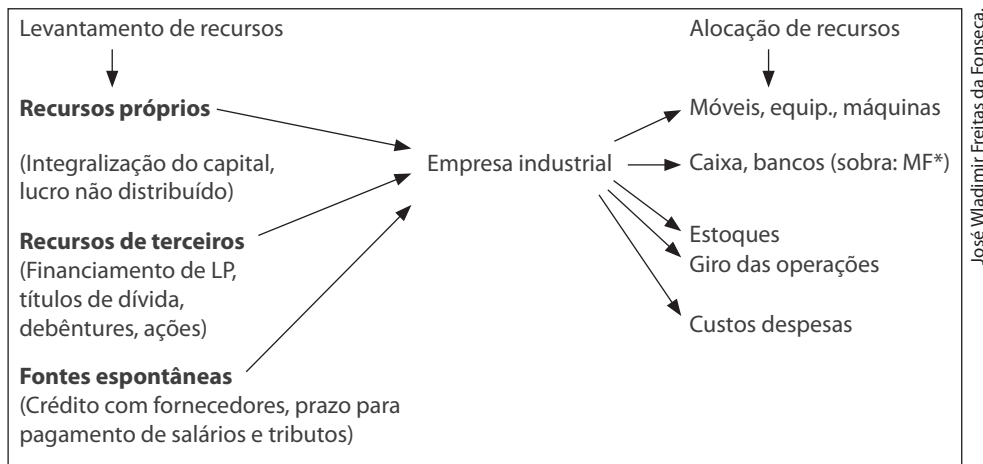 Levantamento de recursos
Recursos próprios
(Integralização do capital,
lucro não distribuído)
Recursos de terceiros
(Financiamento de LP,
títulos de dívida,
debêntures, ações)
Fontes espontâneas
(Crédito com fornecedores, prazo para
pagamento de salários e tributos)
Empresa industrial
Alocação de recursos
Móveis, equip., máquinas
Caixa, bancos (sobra: MF*)
Estoques
Giro das operações
Custos despesas
José Wladimir Freitas da Fonseca.